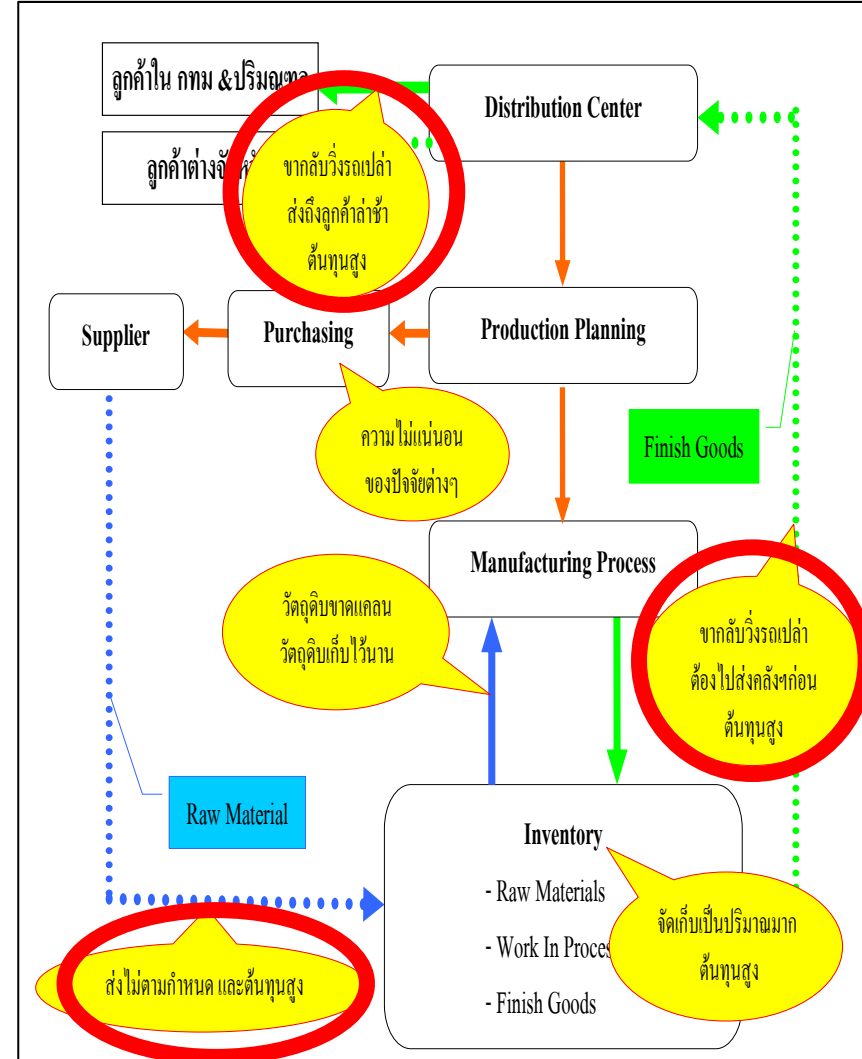 ลูกค้าใน กทม &ปริมณฑล
Distribution Center
ลูกค้าต่างจังหวัด
ขากลับวิ่งรถเปล่า
ส่งถึงลูกค้าล่าช้า
ต้นทุนสูง
Supplier
Purchasing
Production Planning
ความไม่แน่นอน
ของปัจจัยต่างๆ
Finish Goods
Manufacturing Process
วัตถุดิบขาดแคลน
วัตถุดิบเก็บไว้นาน
ขากลับวิ่งรถเปล่า
ต้องไปส่งคลังฯก่อน
ต้นทุนสูง
Raw Material
Inventory
- Raw Materials
- Work In Process
- Finish Goods
จัดเก็บเป็นปริมาณมาก
ต้นทุนสูง
ส่งไม่ตามกำหนด และต้นทุนสูง